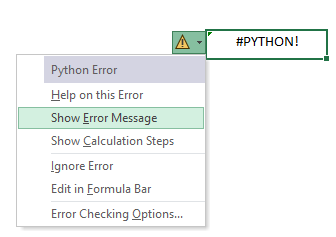 #PYTHON!
Python Error
Help on this Error
Show Error Message
Show Calculation Steps
Ignore Error
Edit in Formula Bar
Error Checking Options...